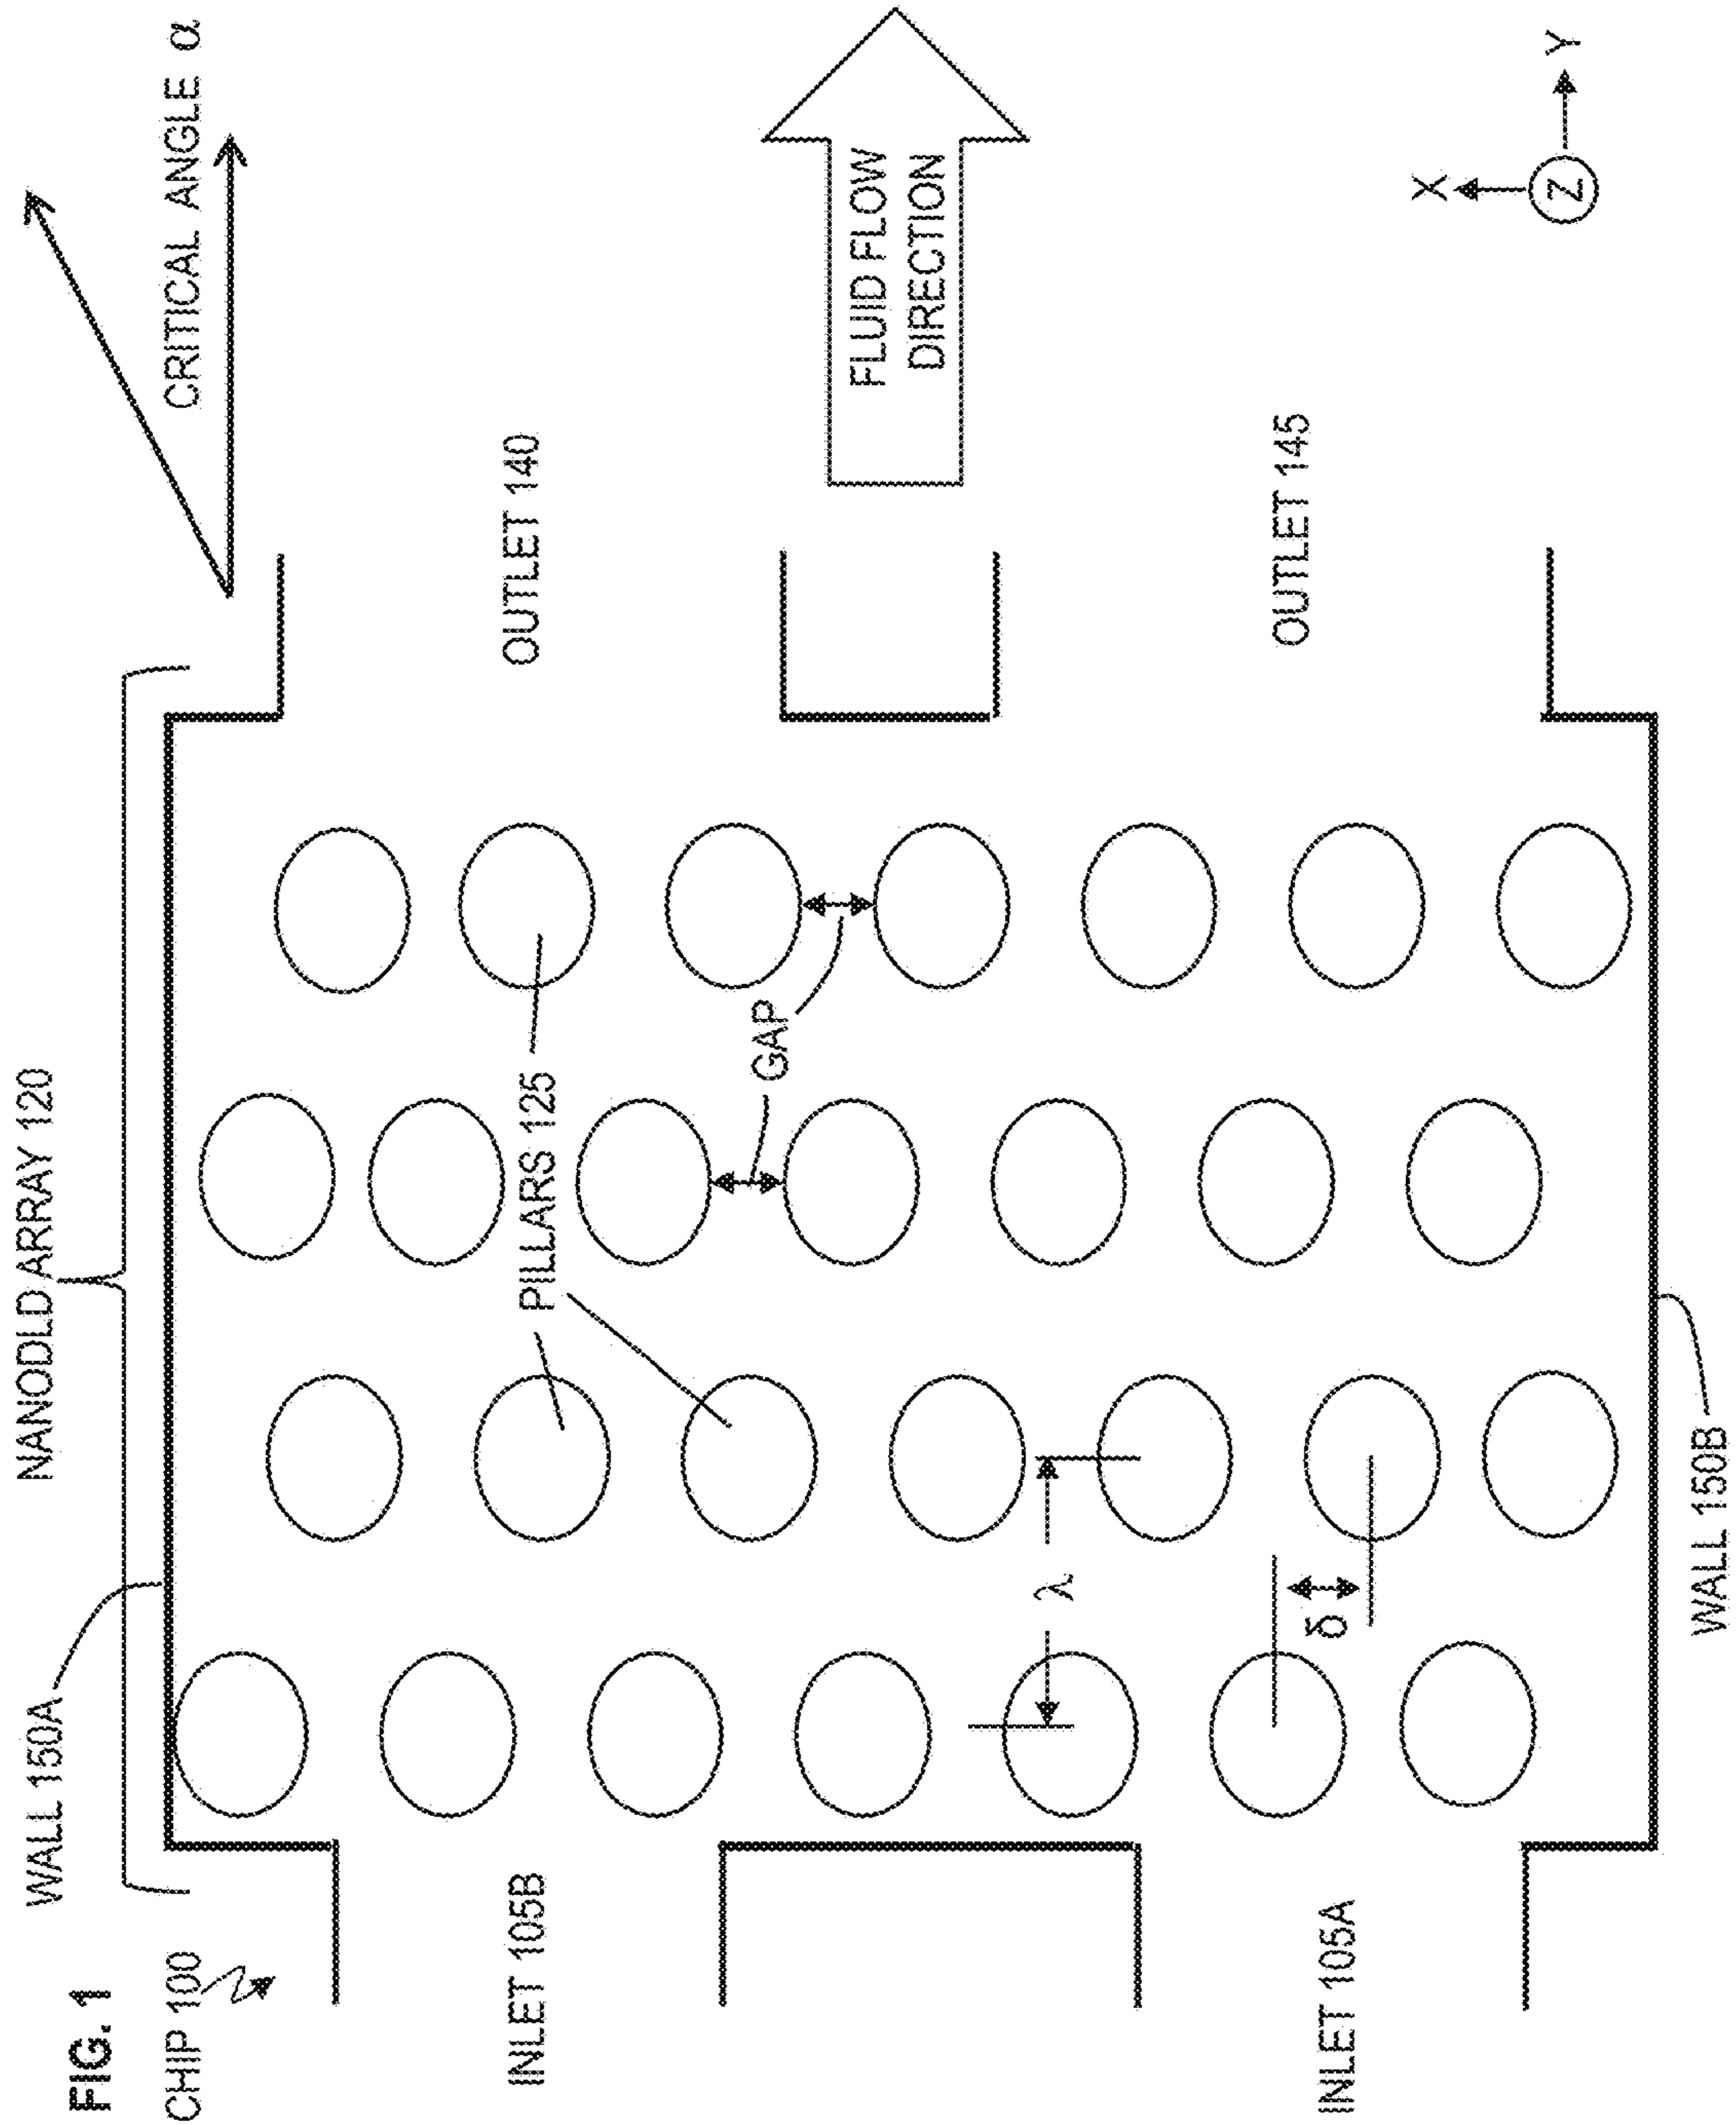 FIG. 1
CHIP 100
WALL 150A
NANODLD ARRAY 120
CRITICAL ANGLE α
INLET 105B
PILLARS 125
OUTLET 140
GAP
FLUID FLOW
DIRECTION
λ
δ
INLET 105A
OUTLET 145
X
Y
Z
WALL 150B